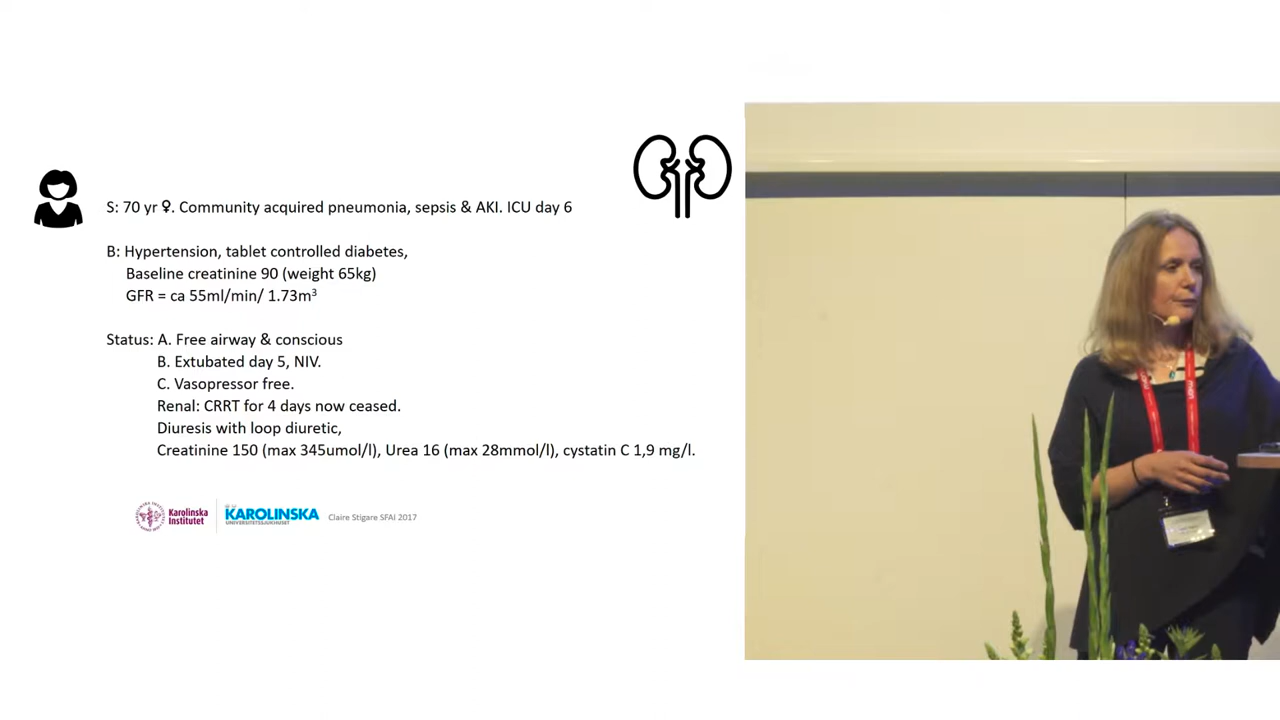 S: 70 yr ♀. Community acquired pneumonia, sepsis & AKI. ICU day 6
B: Hypertension, tablet controlled diabetes,
Baseline creatinine 90 (weight 65kg)
GFR = ca 55ml/min/ 1.73m³
Status: A. Free airway & conscious
B. Extubated day 5, NIV.
C. Vasopressor free.
Renal: CRRT for 4 days now ceased.
Diuresis with loop diuretic,
Creatinine 150 (max 345umol/l), Urea 16 (max 28mmol/l), cystatin C 1,9 mg/l.
Karolinska
Institutet
KAROLINSKA
UNIVERSITETSSJUKHUSET
Claire Stigare SFAI 2017